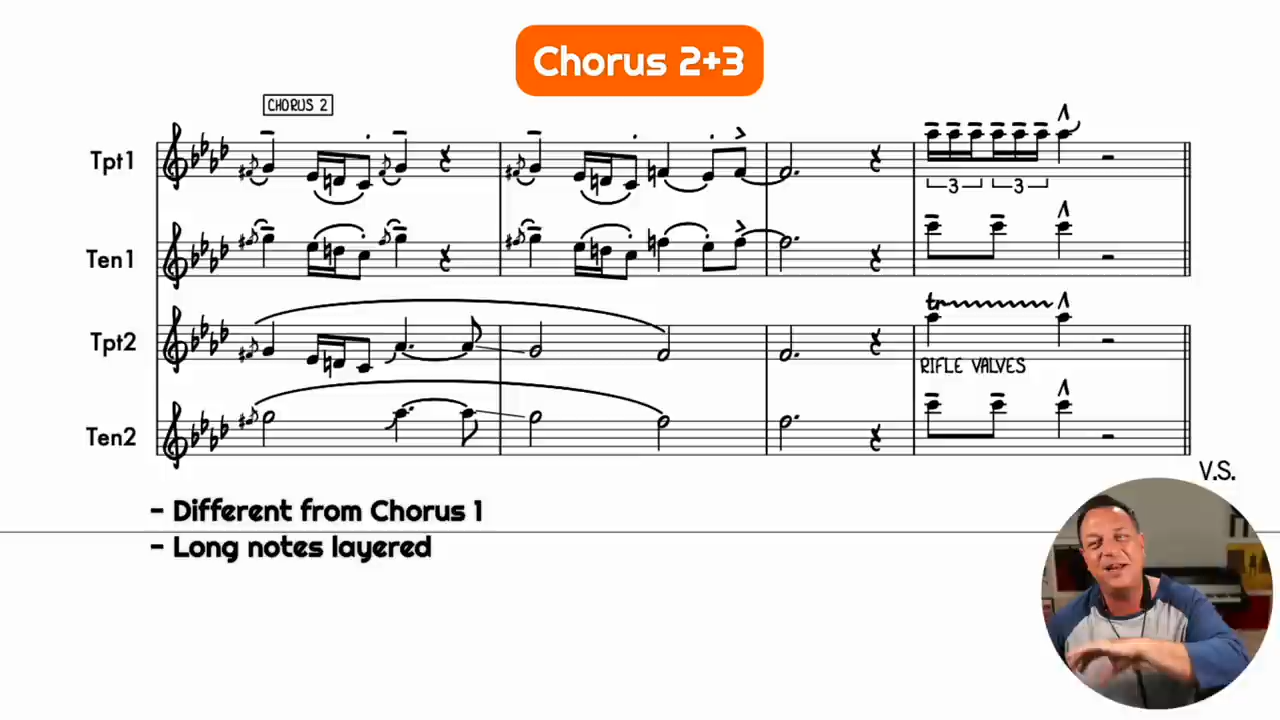 Chorus 2+3
CHORUS 2
Tpt1
3 3
Ten1
tr
Tpt2
RIFLE VALVES
Ten2
V.S.
- Different from Chorus 1
- Long notes layered